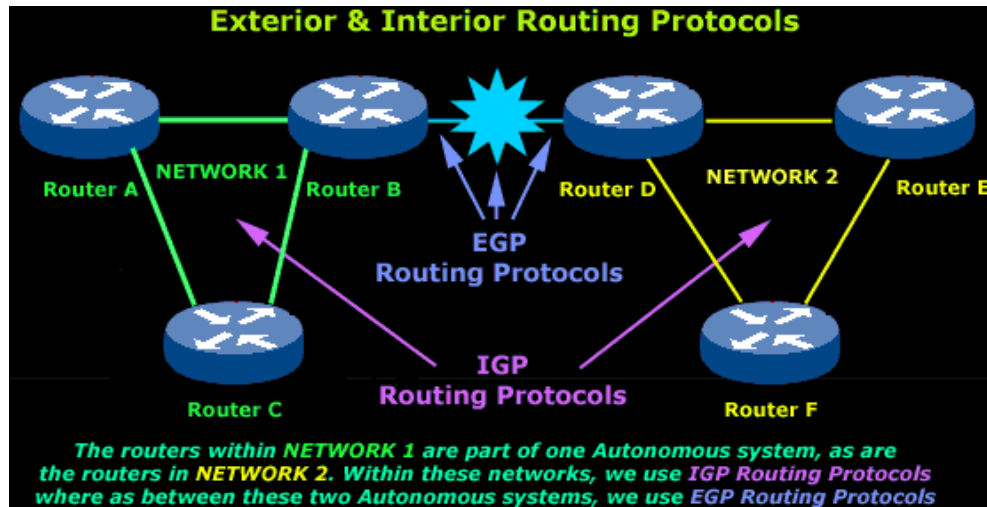 Exterior & Interior Routing Protocols
NETWORK 1
Router A
Router B
Router D
NETWORK 2
Router E
EGP
Routing Protocols
IGP
Routing Protocols
Router C
Router F
The routers within NETWORK 1 are part of one Autonomous system, as are
the routers in NETWORK 2. Within these networks, we use IGP Routing Protocols
where as between these two Autonomous systems, we use EGP Routing Protocols